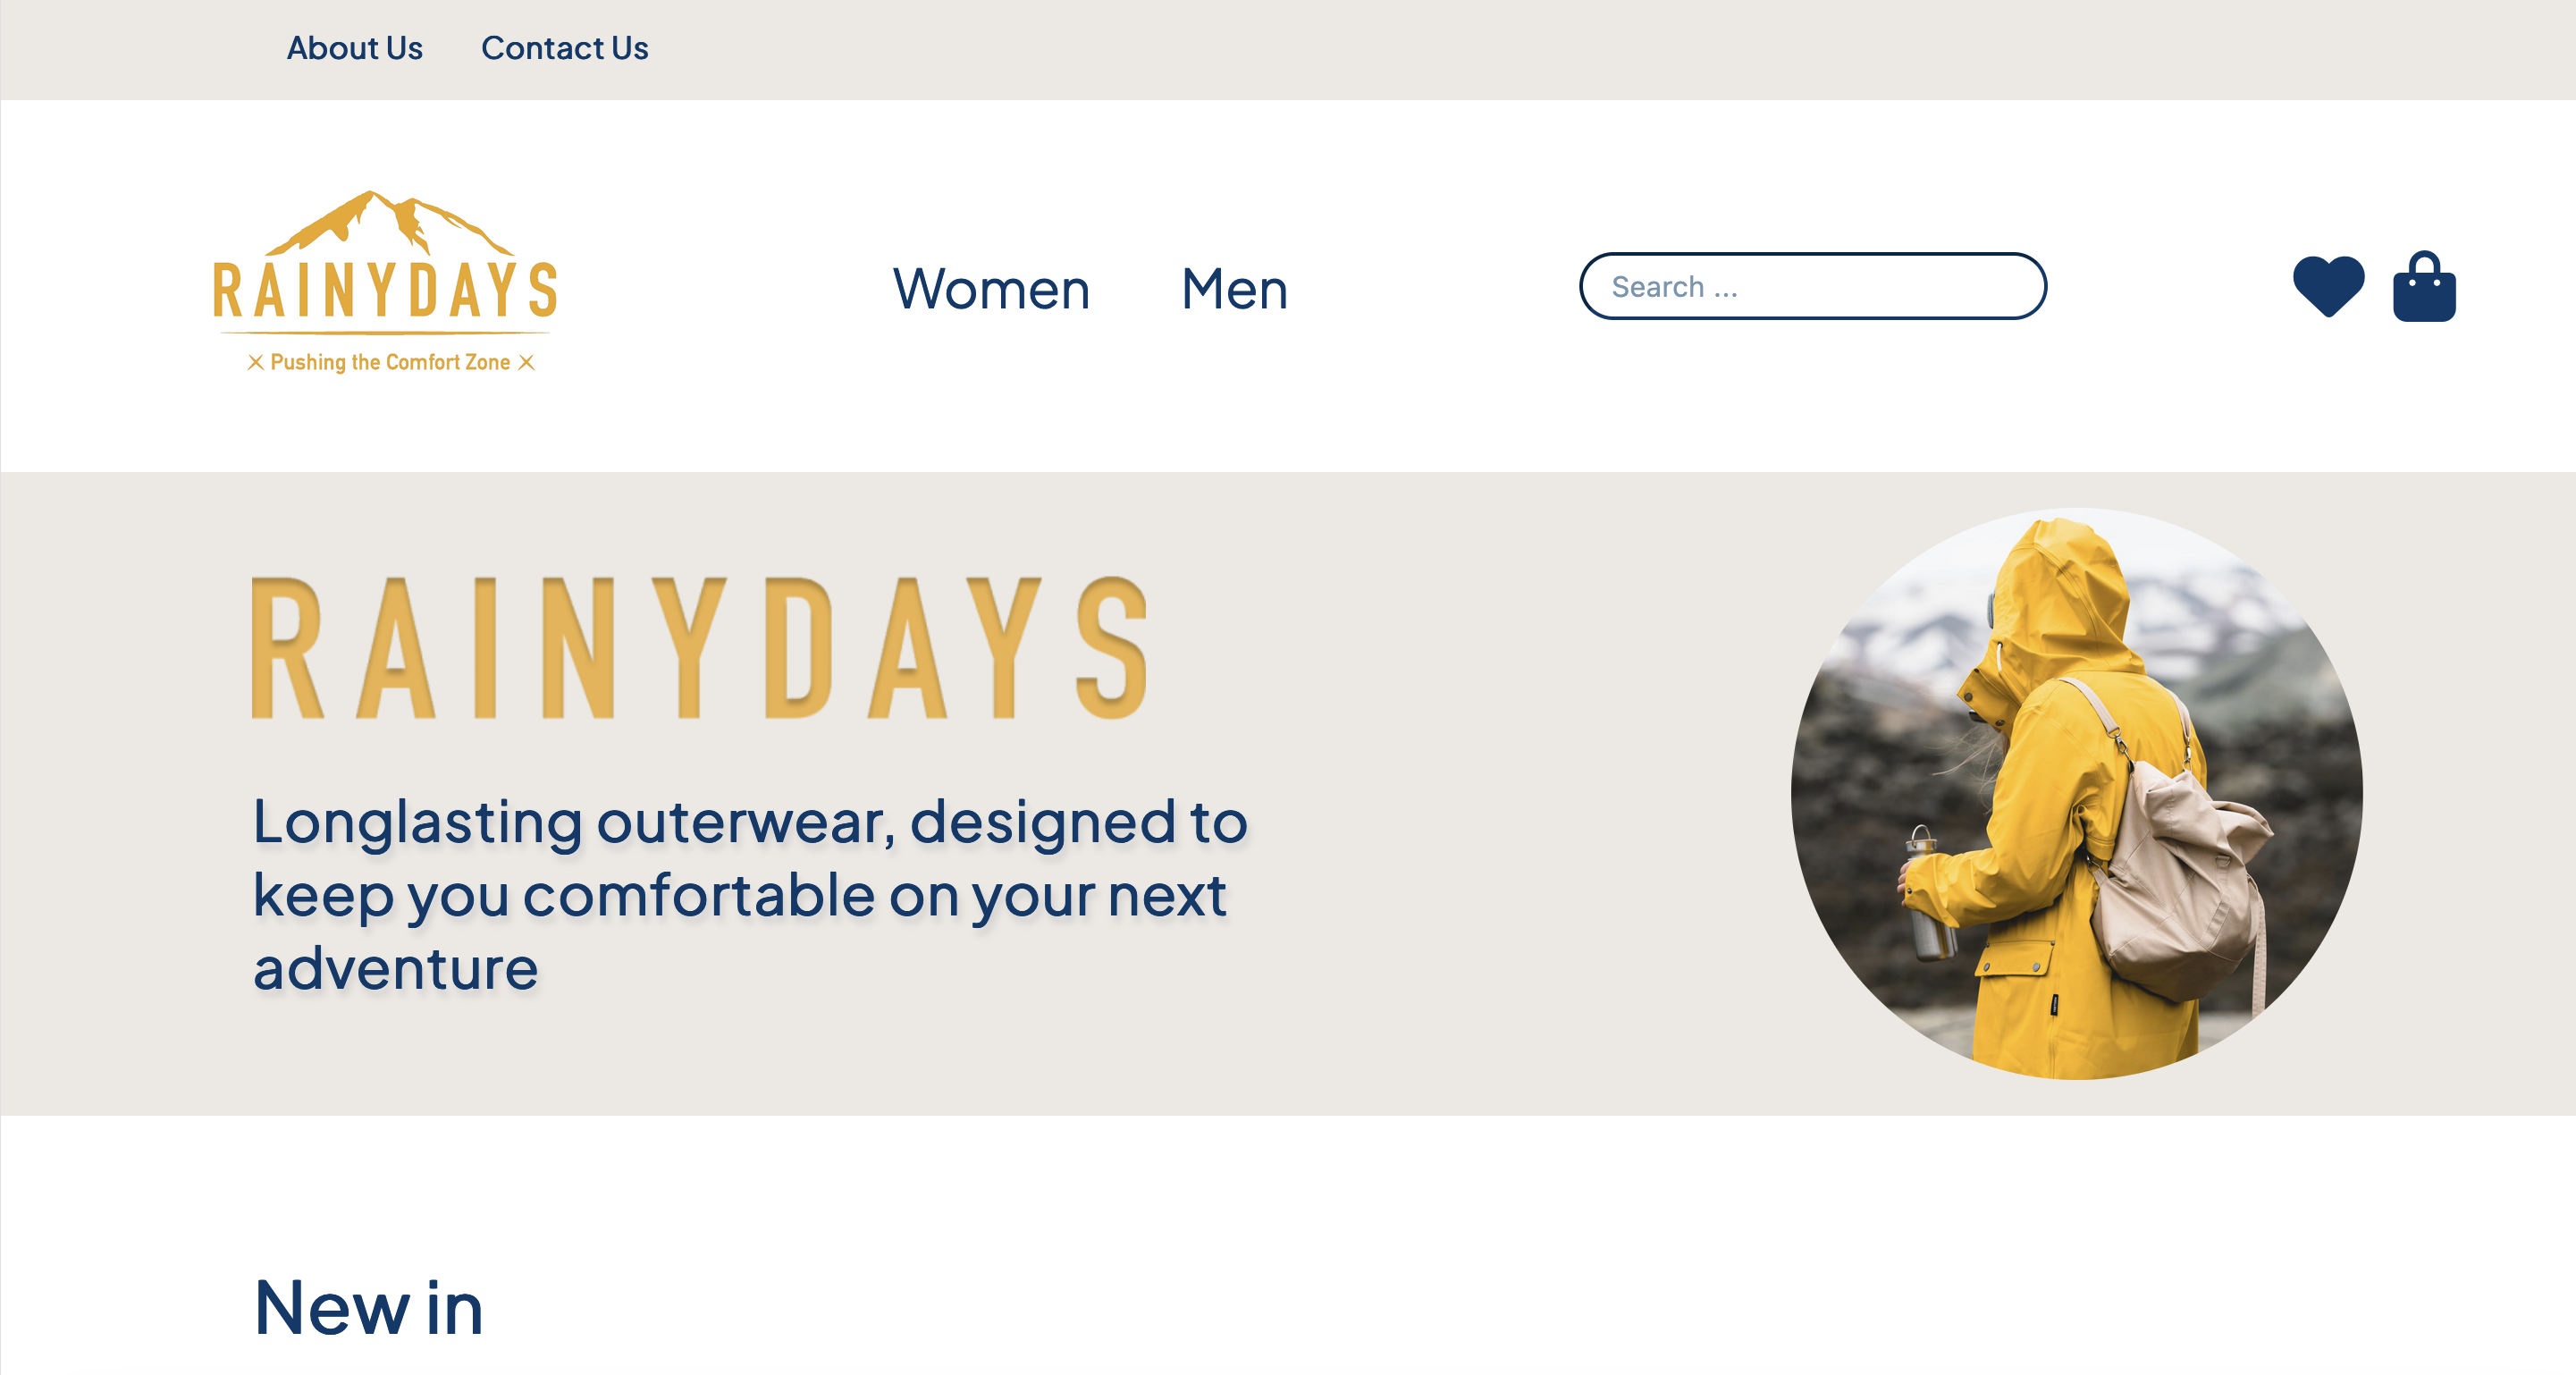 About Us Contact Us
RAINYDAYS
Pushing the Comfort Zone
Women Men
Search ...
RAINYDAYS
Longlasting outerwear, designed to
keep you comfortable on your next
adventure
New in